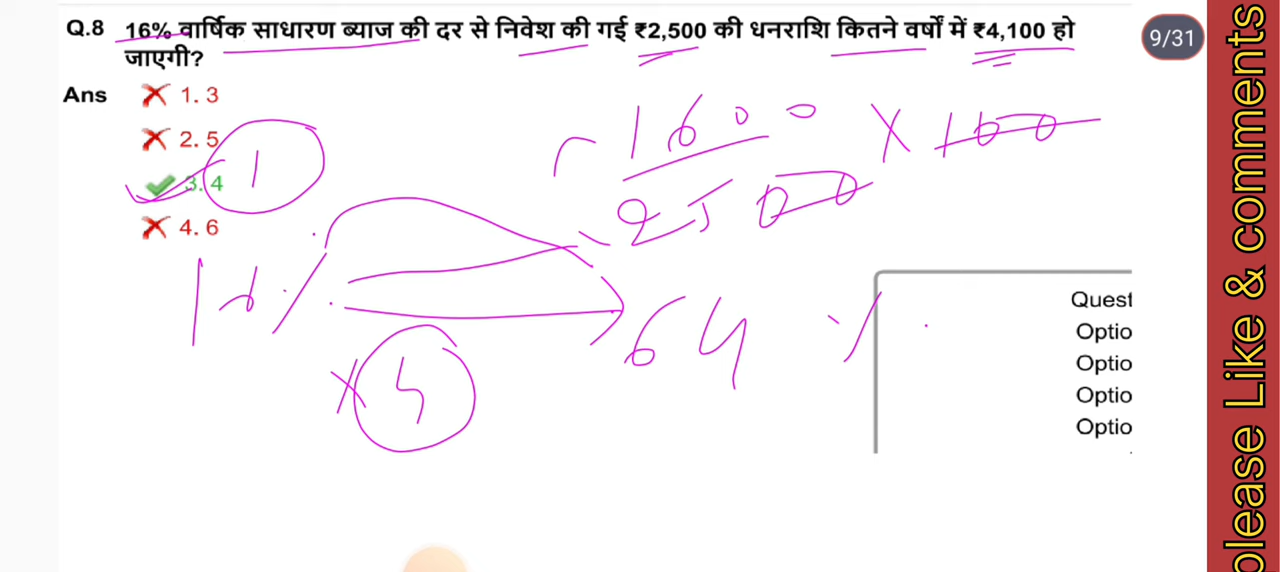 Q.8 16% वार्षिक साधारण ब्याज की दर से निवेश की गई ₹2,500 की धनराशि कितने वर्षों में ₹4,100 हो
जाएगी?
9/31
Ans 1. 3
2. 5
3. 4
4. 6
1
1600 × 100
2500
16%
64 %
×4
Quest
Optio
Optio
Optio
Optio
please Like & comments